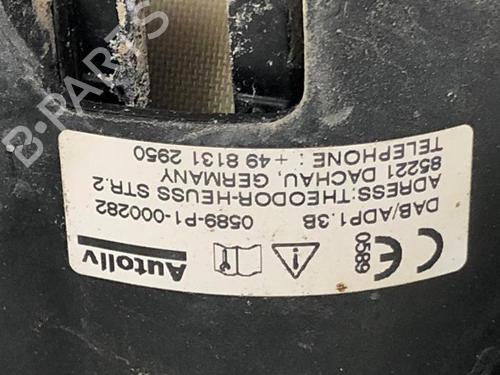 Autoliv
CE 0589
0589-P1-000282
DAB/ADP1.3B
ADRESS:THEODOR-HEUSS STR.2
85221 DACHAU, GERMANY
TELEPHONE : + 49 8131 2950
B-PARTS